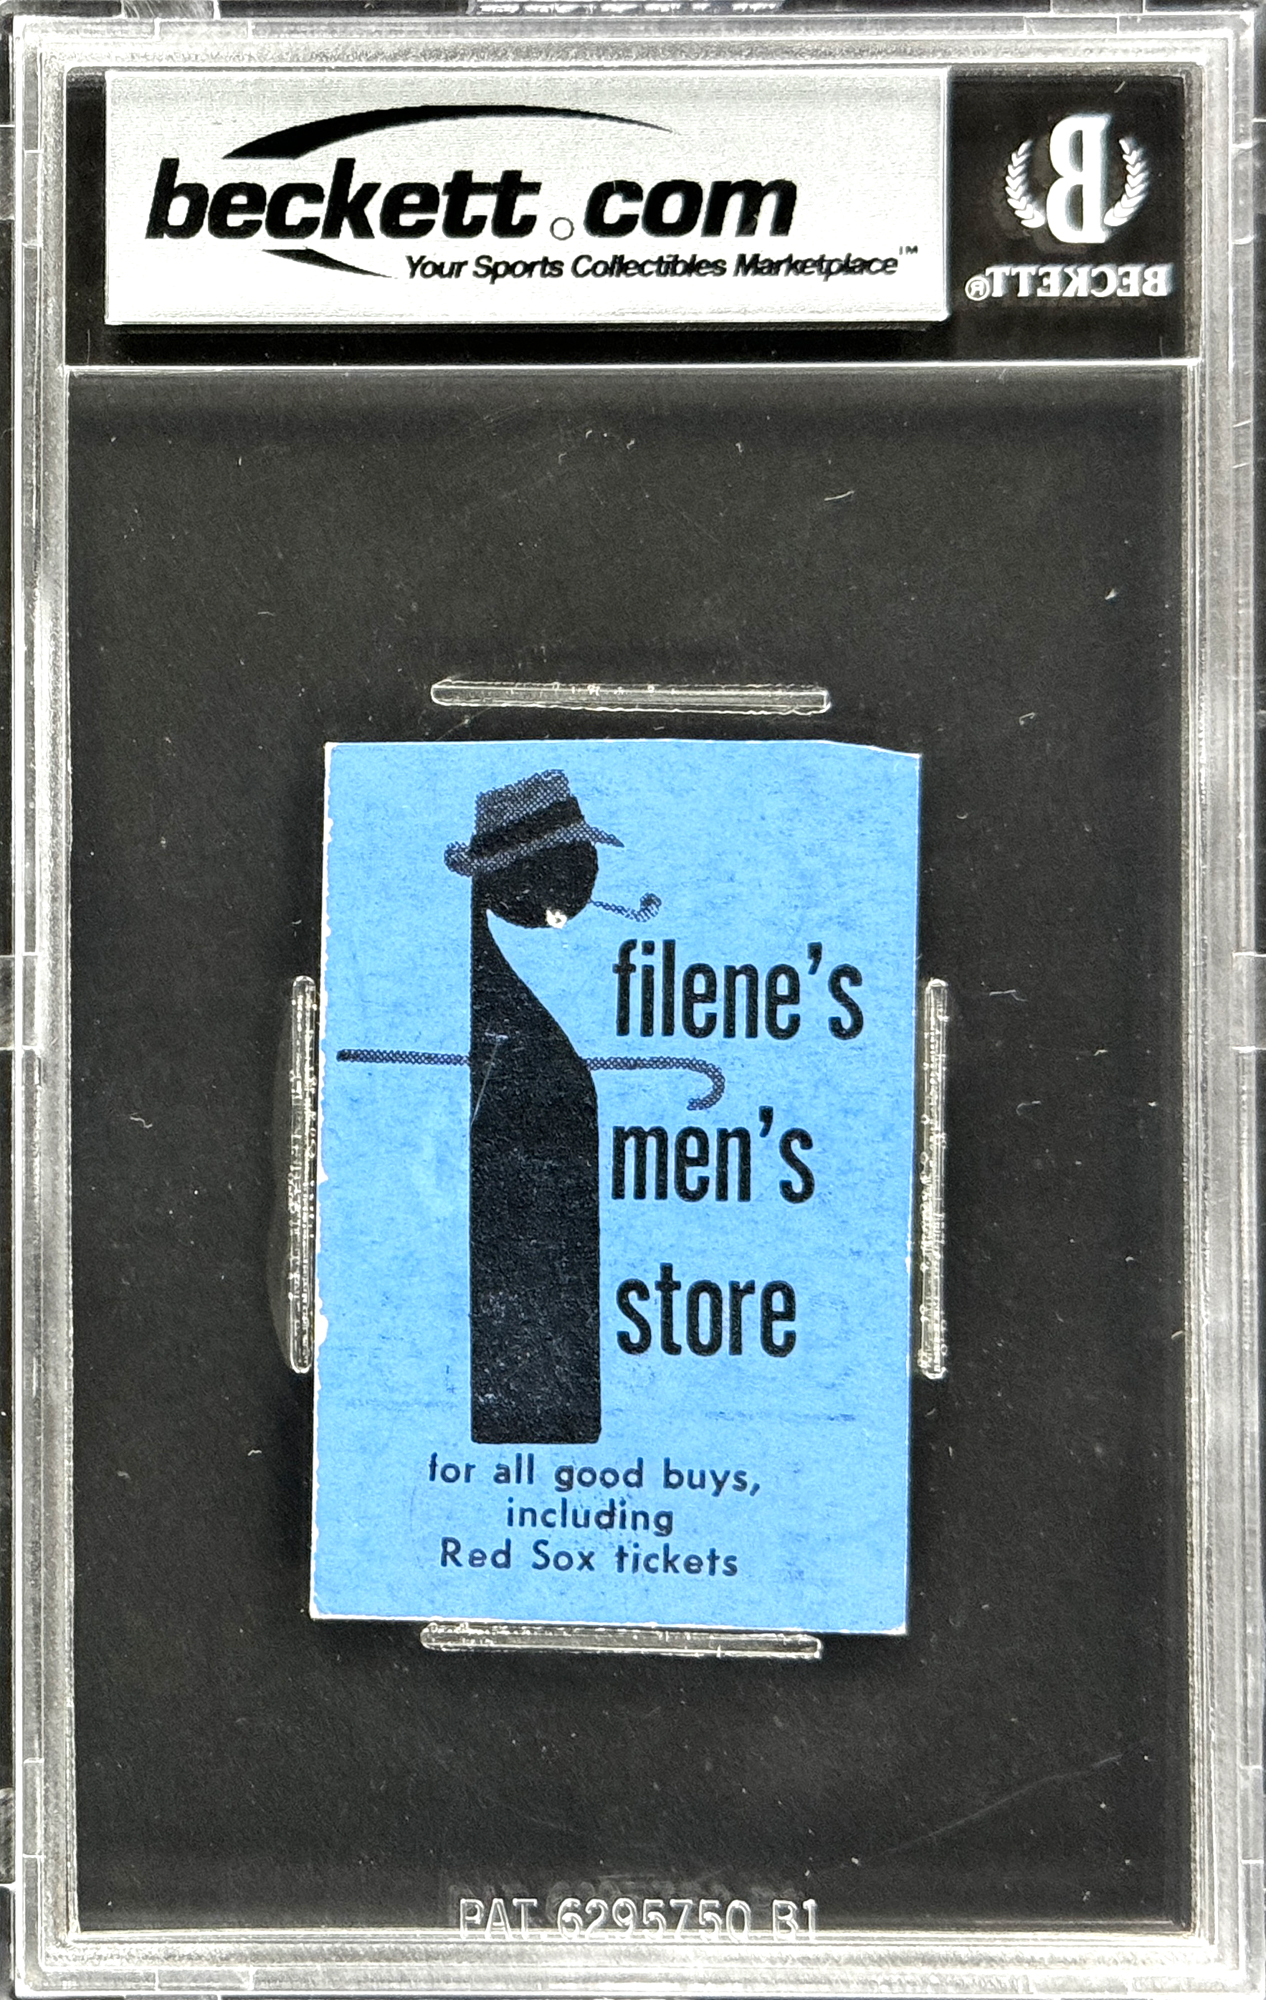 beckett.com
Your Sports Collectibles Marketplace™
B
BECKETT®
filene's
men's
store
for all good buys,
including
Red Sox tickets
PAT. 6295750 B1